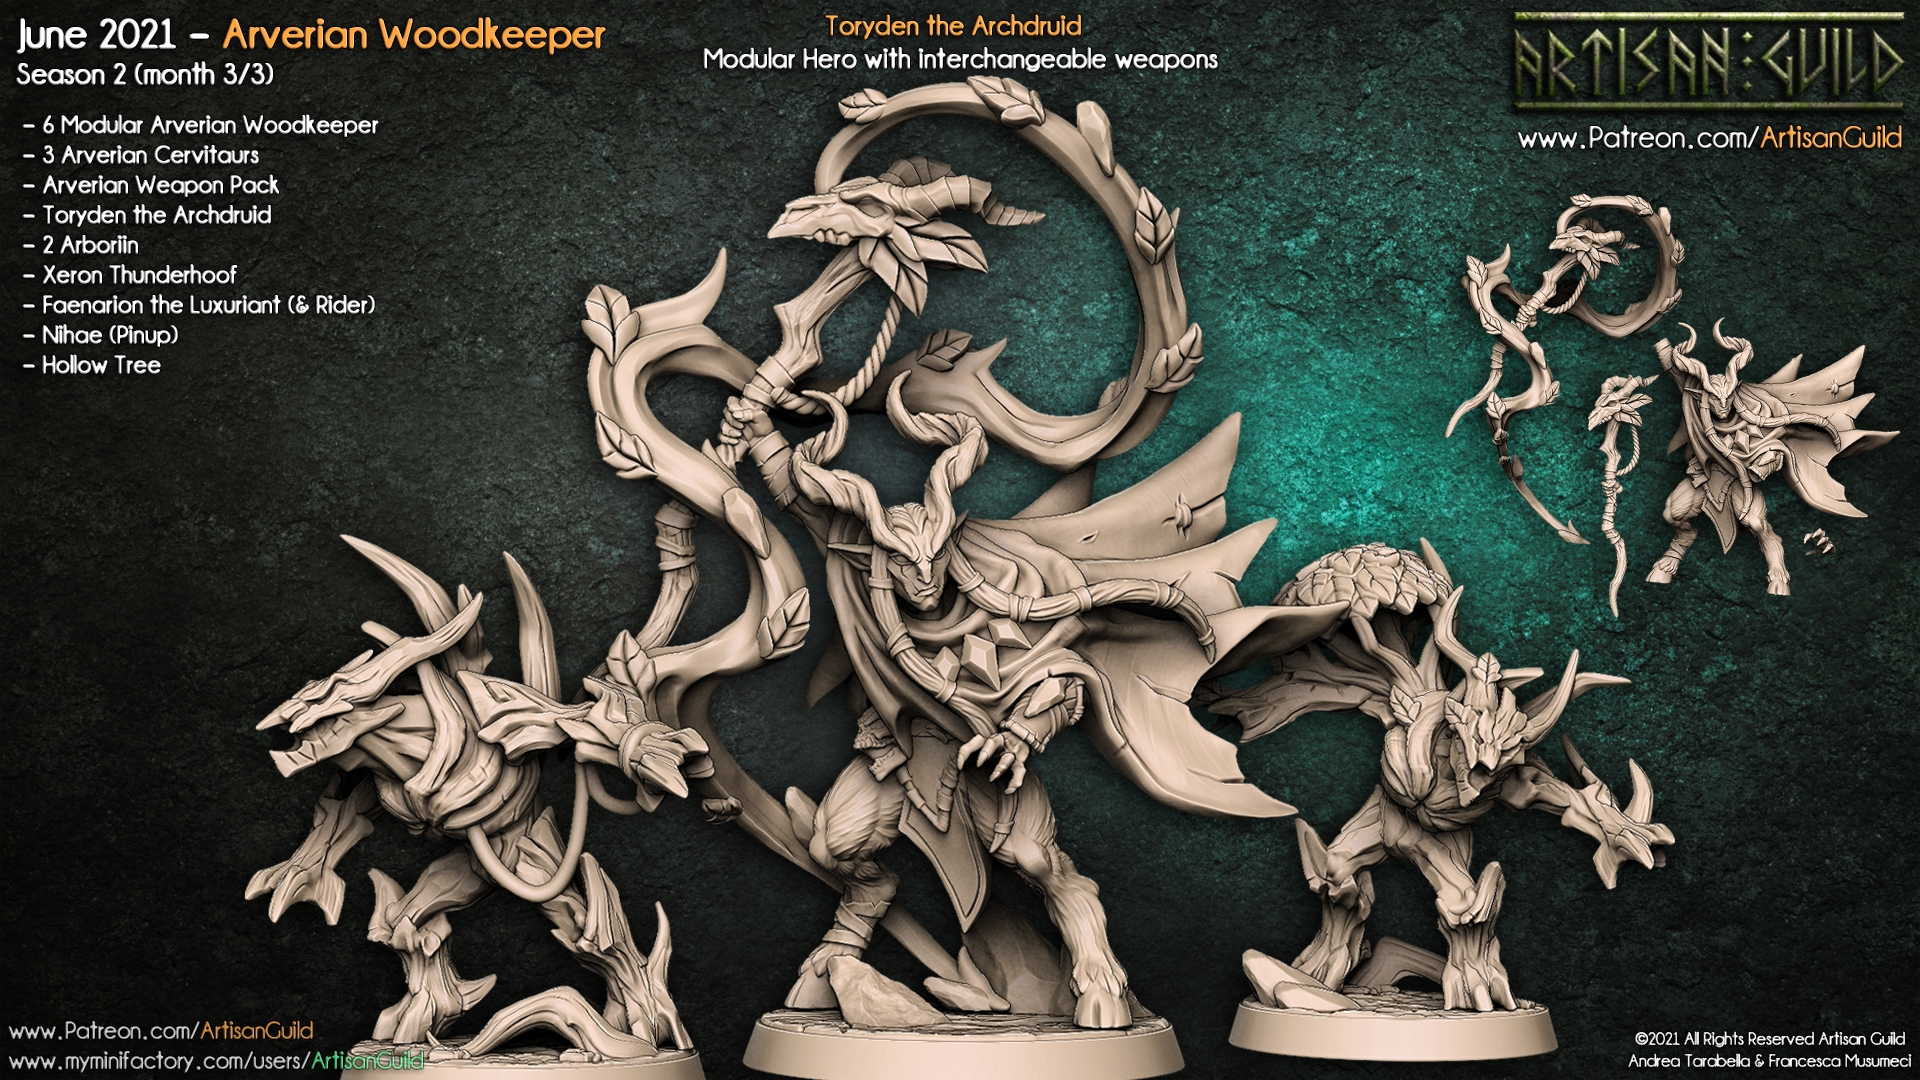 June 2021 - Arverian Woodkeeper
Season 2 (month 3/3)
- 6 Modular Arverian Woodkeeper
- 3 Arverian Cervitaurs
- Arverian Weapon Pack
- Toryden the Archdruid
- 2 Arboriin
- Xeron Thunderhoof
- Faenarion the Luxuriant (& Rider)
- Nihae (Pinup)
- Hollow Tree
Toryden the Archdruid
Modular Hero with interchangeable weapons
ARTISAN:GUILD
www.Patreon.com/ArtisanGuild
www.Patreon.com/ArtisanGuild
www.myminifactory.com/users/ArtisanGuild
©2021 All Rights Reserved Artisan Guild
Andrea Tarabella & Francesca Musumeci